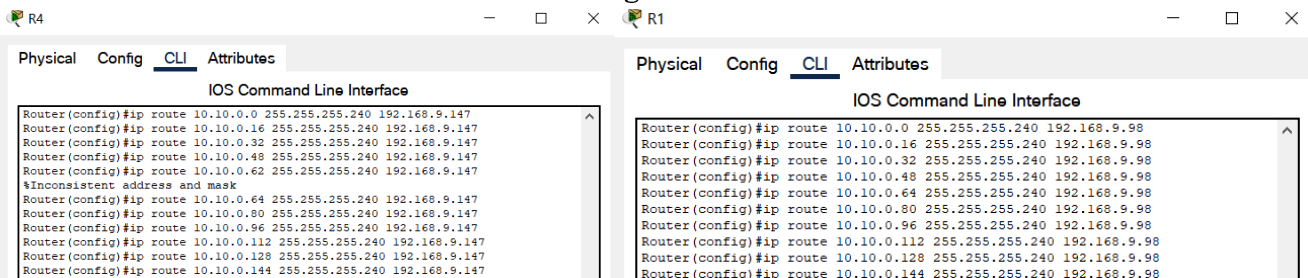 R4
Physical Config CLI Attributes
IOS Command Line Interface
Router(config)#ip route 10.10.0.0 255.255.255.240 192.168.9.147
Router(config)#ip route 10.10.0.16 255.255.255.240 192.168.9.147
Router(config)#ip route 10.10.0.32 255.255.255.240 192.168.9.147
Router(config)#ip route 10.10.0.48 255.255.255.240 192.168.9.147
Router(config)#ip route 10.10.0.62 255.255.255.240 192.168.9.147
%Inconsistent address and mask
Router(config)#ip route 10.10.0.64 255.255.255.240 192.168.9.147
Router(config)#ip route 10.10.0.80 255.255.255.240 192.168.9.147
Router(config)#ip route 10.10.0.96 255.255.255.240 192.168.9.147
Router(config)#ip route 10.10.0.112 255.255.255.240 192.168.9.147
Router(config)#ip route 10.10.0.128 255.255.255.240 192.168.9.147
Router(config)#ip route 10.10.0.144 255.255.255.240 192.168.9.147
R1
Physical Config CLI Attributes
IOS Command Line Interface
Router(config)#ip route 10.10.0.0 255.255.255.240 192.168.9.98
Router(config)#ip route 10.10.0.16 255.255.255.240 192.168.9.98
Router(config)#ip route 10.10.0.32 255.255.255.240 192.168.9.98
Router(config)#ip route 10.10.0.48 255.255.255.240 192.168.9.98
Router(config)#ip route 10.10.0.64 255.255.255.240 192.168.9.98
Router(config)#ip route 10.10.0.80 255.255.255.240 192.168.9.98
Router(config)#ip route 10.10.0.96 255.255.255.240 192.168.9.98
Router(config)#ip route 10.10.0.112 255.255.255.240 192.168.9.98
Router(config)#ip route 10.10.0.128 255.255.255.240 192.168.9.98
Router(config)#ip route 10.10.0.144 255.255.255.240 192.168.9.98